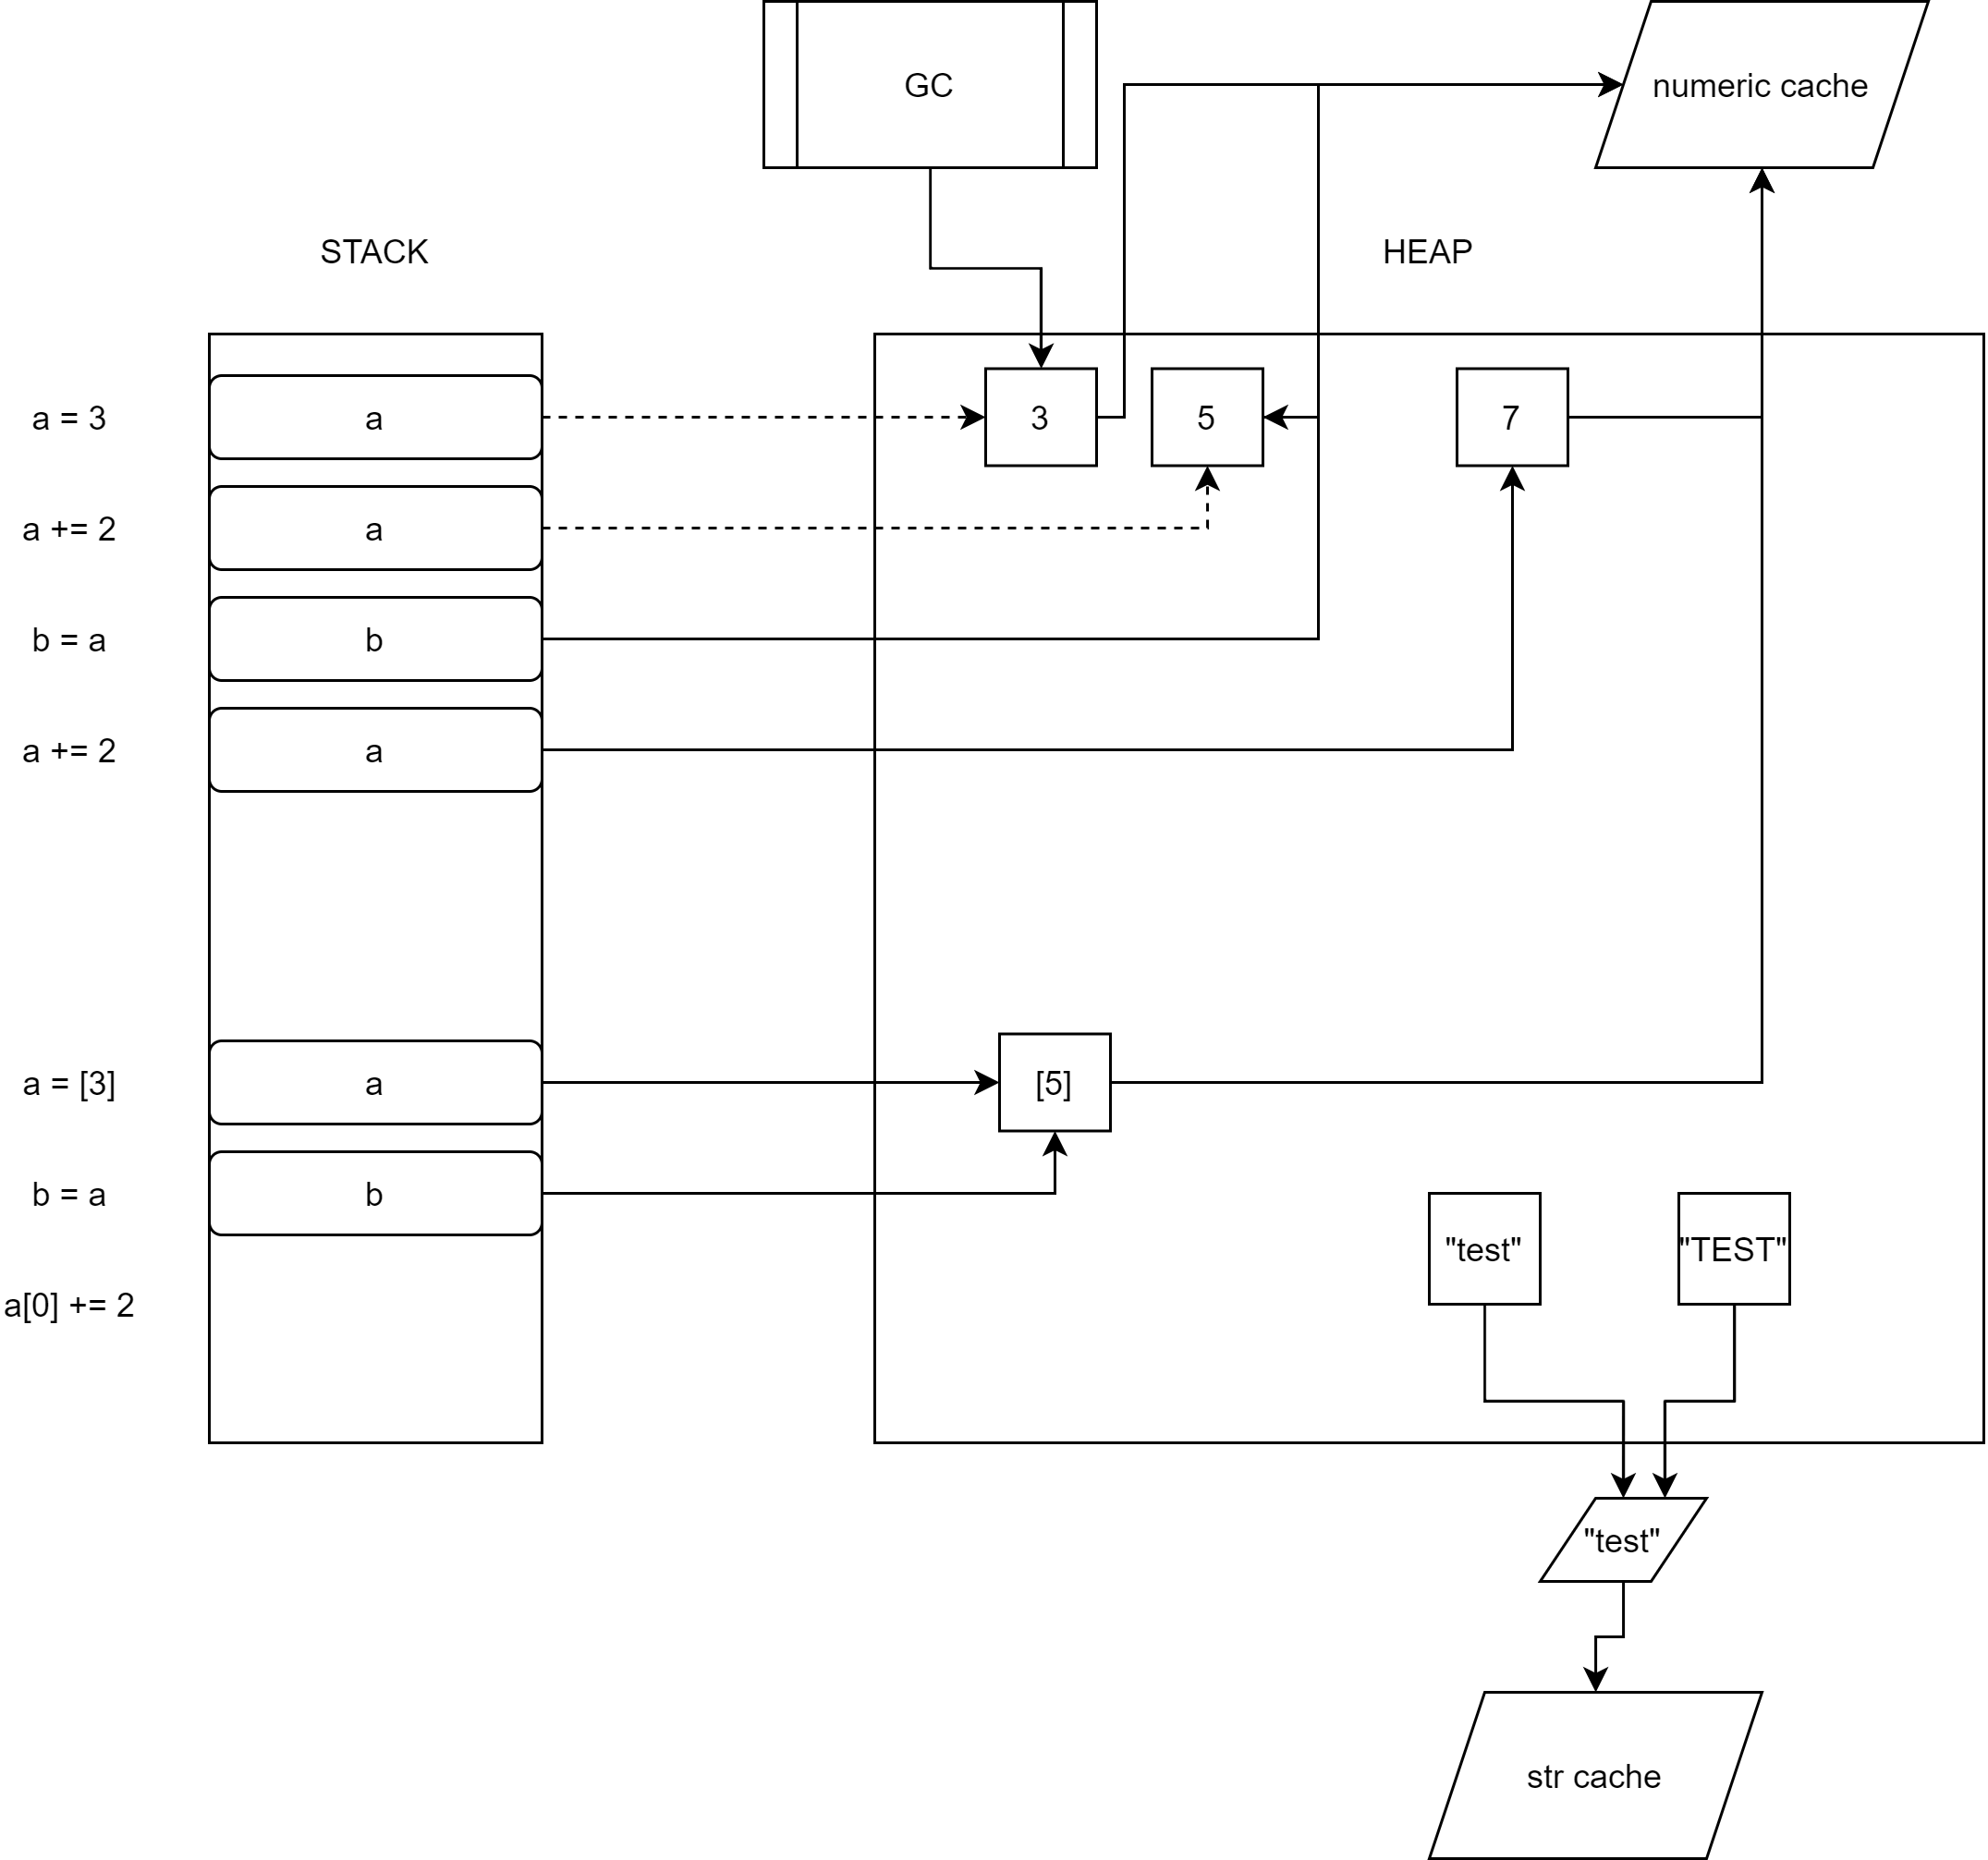 GC
numeric cache
STACK
HEAP
a = 3
a
3
5
7
a += 2
a
b = a
b
a += 2
a
a = [3]
a
[5]
b = a
b
"test"
"TEST"
a[0] += 2
"test"
str cache